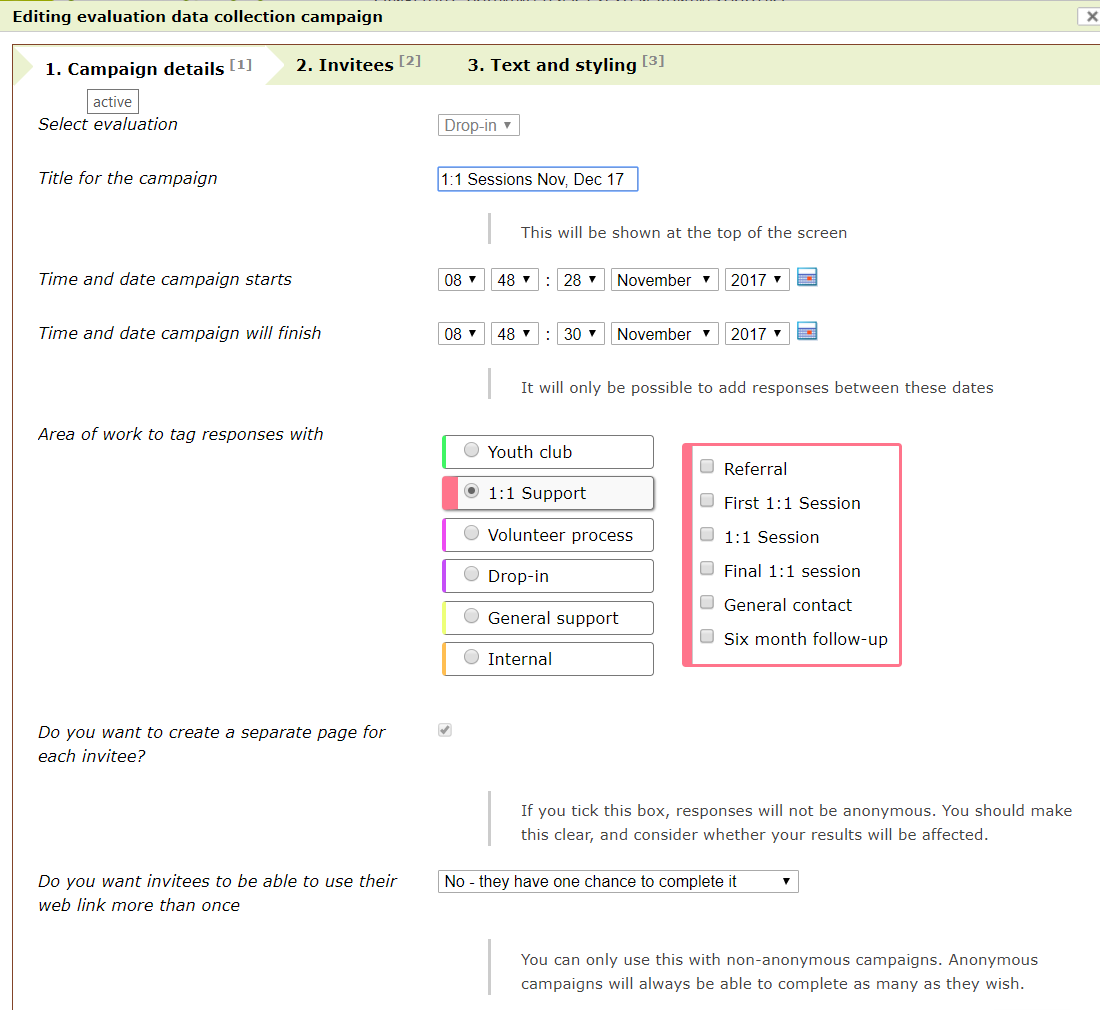 Editing evaluation data collection campaign
1. Campaign details [1]
2. Invitees [2]
3. Text and styling [3]
active
Select evaluation
Drop-in
Title for the campaign
1:1 Sessions Nov, Dec 17
This will be shown at the top of the screen
Time and date campaign starts
08 48 : 28 November 2017
Time and date campaign will finish
08 48 : 30 November 2017
It will only be possible to add responses between these dates
Area of work to tag responses with
Youth club
1:1 Support
Volunteer process
Drop-in
General support
Internal
Referral
First 1:1 Session
1:1 Session
Final 1:1 session
General contact
Six month follow-up
Do you want to create a separate page for
each invitee?
If you tick this box, responses will not be anonymous. You should make
this clear, and consider whether your results will be affected.
Do you want invitees to be able to use their
web link more than once
No - they have one chance to complete it
You can only use this with non-anonymous campaigns. Anonymous
campaigns will always be able to complete as many as they wish.